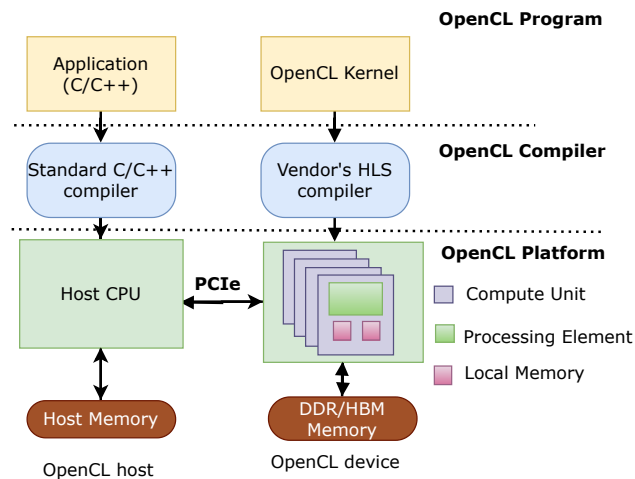 OpenCL Program
Application
(C/C++)
OpenCL Kernel
OpenCL Compiler
Standard C/C++
compiler
Vendor's HLS
compiler
OpenCL Platform
Host CPU
PCIe
Compute Unit
Processing Element
Local Memory
Host Memory
DDR/HBM
Memory
OpenCL host
OpenCL device